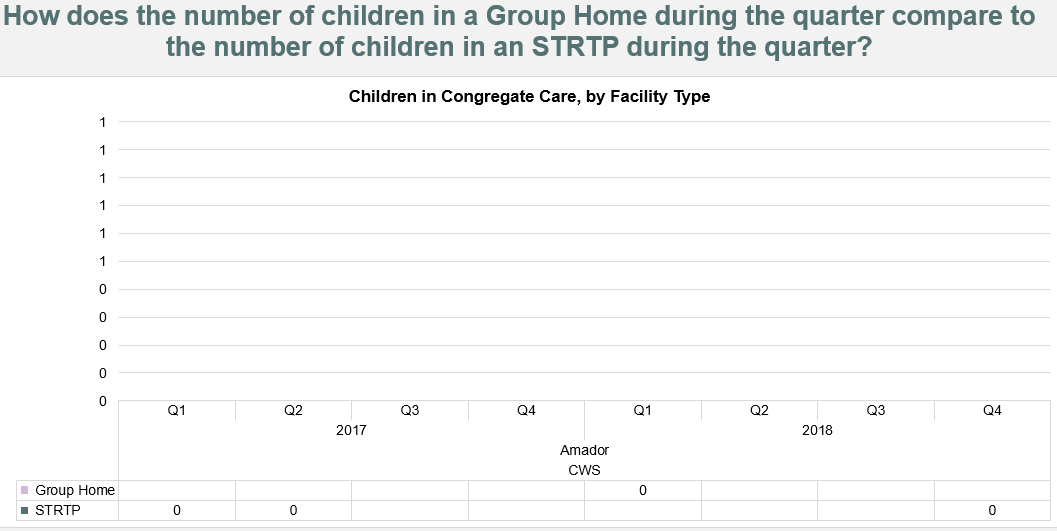 How does the number of children in a Group Home during the quarter compare to
the number of children in an STRTP during the quarter?
Children in Congregate Care, by Facility Type
1
1
1
1
1
1
0
0
0
0
0
Q1 Q2 Q3 Q4 Q1 Q2 Q3 Q4
2017 2018
Amador
CWS
Group Home 0
STRTP 0 0 0